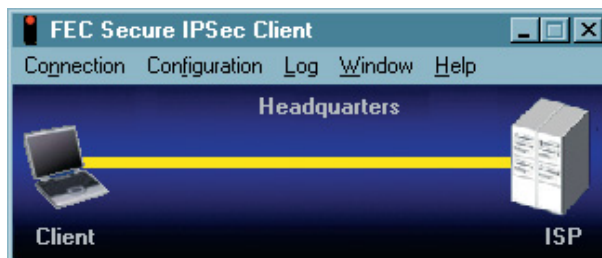 FEC Secure IPSec Client
Connection Configuration Log Window Help
Headquarters
Client ISP